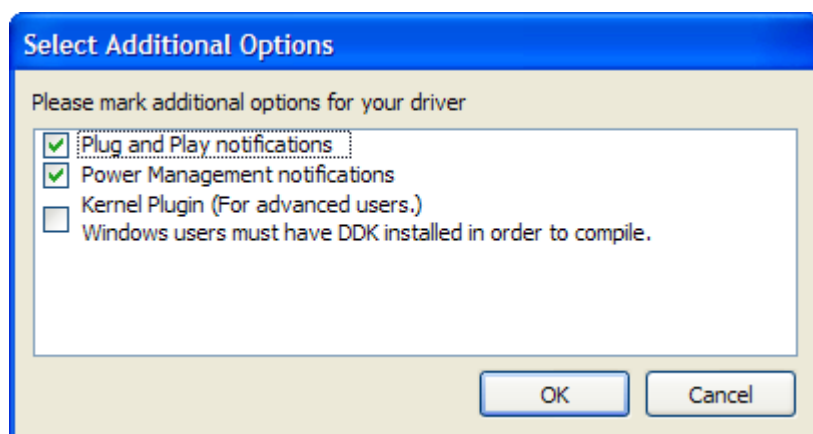 Select Additional Options
Please mark additional options for your driver
Plug and Play notifications
Power Management notifications
Kernel Plugin (For advanced users.)
Windows users must have DDK installed in order to compile.
OK
Cancel